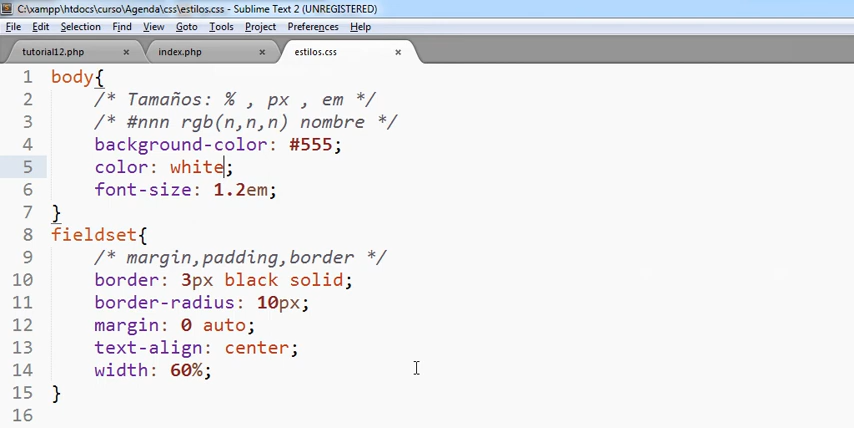 C:\xampp\htdocs\curso\Agenda\css\estilos.css - Sublime Text 2 (UNREGISTERED)
File Edit Selection Find View Goto Tools Project Preferences Help
tutorial12.php × index.php × estilos.css ×
1 body{
2 /* Tamaños: % , px , em */
3 /* #nnn rgb(n,n,n) nombre */
4 background-color: #555;
5 color: white;
6 font-size: 1.2em;
7 }
8 fieldset{
9 /* margin,padding,border */
10 border: 3px black solid;
11 border-radius: 10px;
12 margin: 0 auto;
13 text-align: center;
14 width: 60%;
15 }
16